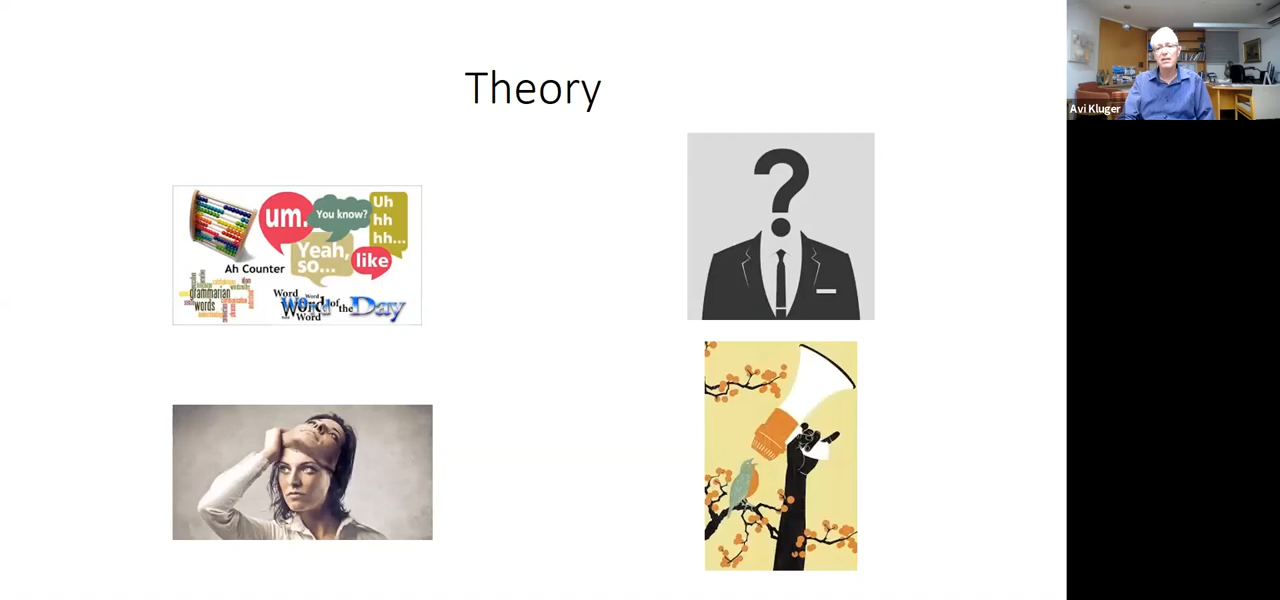 Theory
Avi Kluger
um.
You know?
Uh
hh
hh...
Yeah,
so...
like
Ah Counter
grammarian
words
Word
Word of the Day
Word